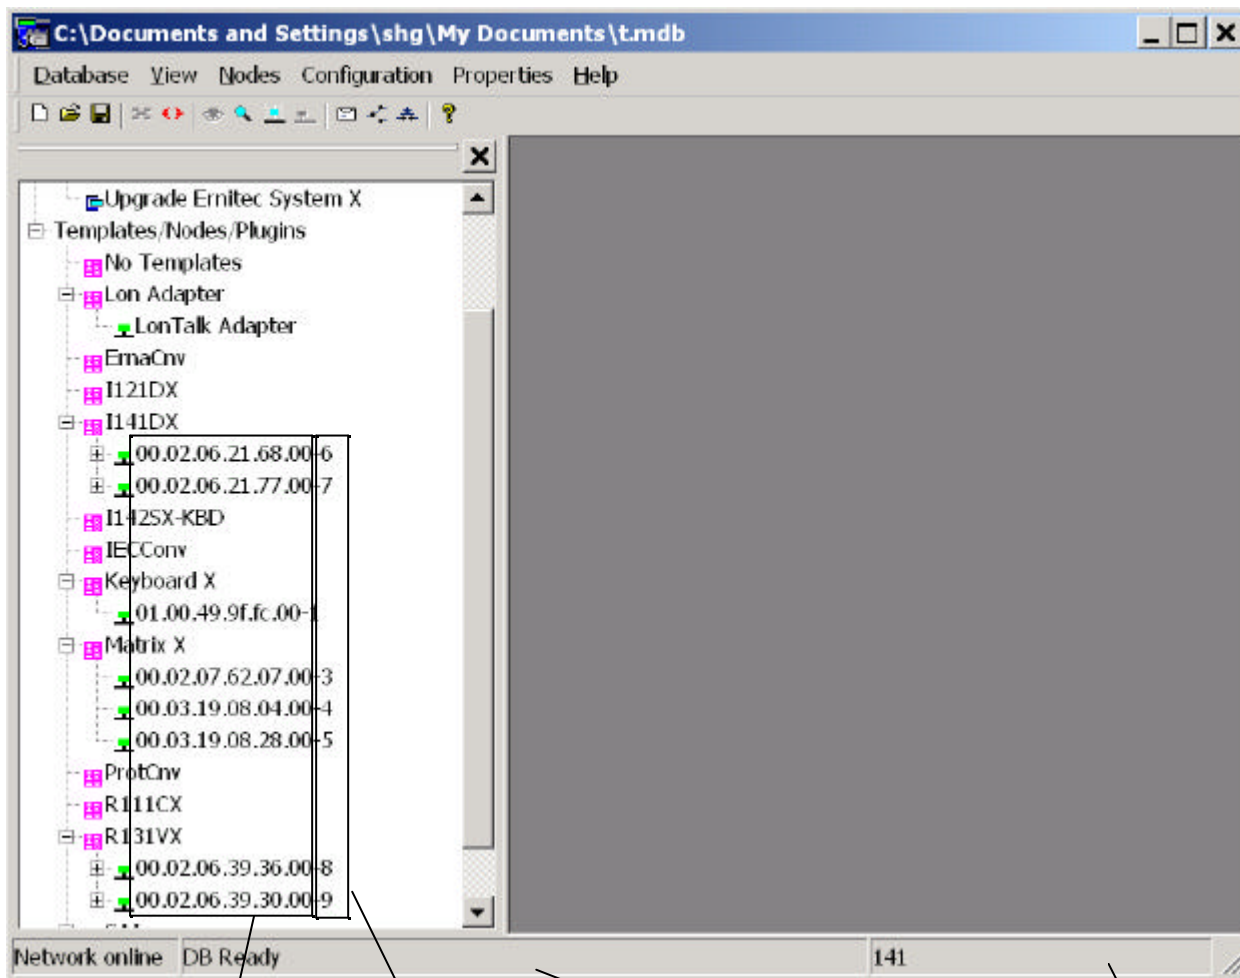 C:\Documents and Settings\shg\My Documents\t.mdb
Database View Nodes Configuration Properties Help
Upgrade Ernitec System X
Templates/Nodes/Plugins
No Templates
Lon Adapter
LonTalk Adapter
ErnaCnv
I121DX
I141DX
00.02.06.21.68.00-6
00.02.06.21.77.00-7
I142SX-KBD
IECConv
Keyboard X
01.00.49.9f.fc.00-1
Matrix X
00.02.07.62.07.00-3
00.03.19.08.04.00-4
00.03.19.08.28.00-5
ProtCnv
R111CX
R131VX
00.02.06.39.36.00-8
00.02.06.39.30.00-9
Network online DB Ready 141